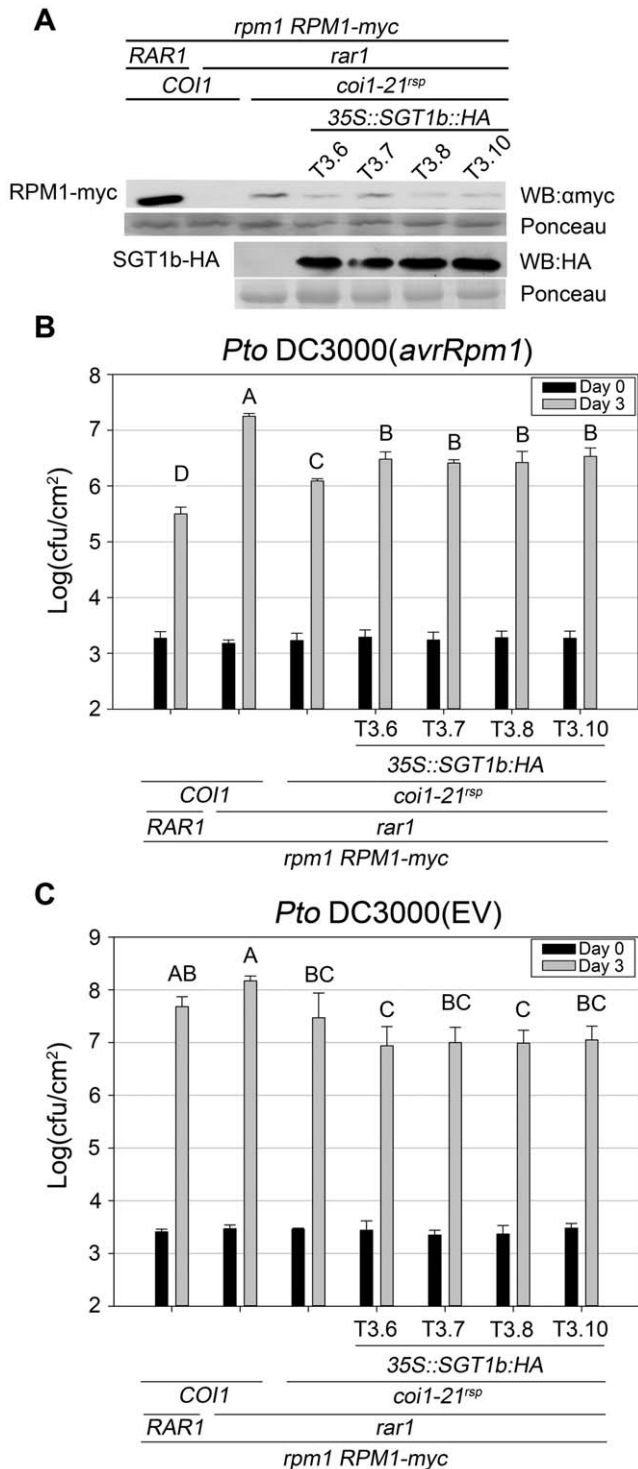 A
rpm1 RPM1-myc
RAR1 rar1
COI1 coi1-21rsp
35S::SGT1b::HA
T3.6 T3.7 T3.8 T3.10
RPM1-myc WB:αmyc
Ponceau
SGT1b-HA WB:HA
Ponceau
B
Pto DC3000(avrRpm1)
8
7
6
5
4
3
2
Log(cfu/cm2)
Day 0
Day 3
D A C B B B B
T3.6 T3.7 T3.8 T3.10
35S::SGT1b:HA
COI1 coi1-21rsp
RAR1 rar1
rpm1 RPM1-myc
C
Pto DC3000(EV)
9
8
7
6
5
4
3
2
Log(cfu/cm2)
Day 0
Day 3
AB A BC C BC C BC
T3.6 T3.7 T3.8 T3.10
35S::SGT1b:HA
COI1 coi1-21rsp
RAR1 rar1
rpm1 RPM1-myc